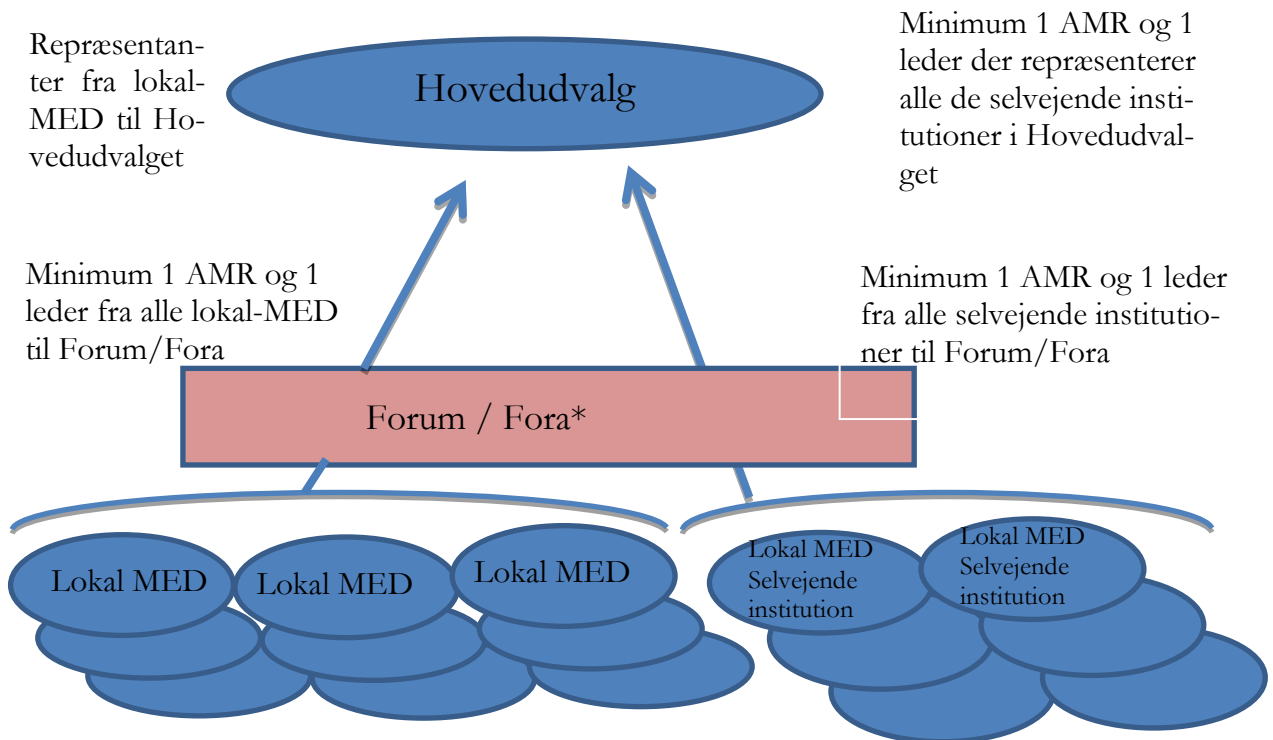 Repræsentan-
ter fra lokal-
MED til Ho-
vedudvalget
Hovedudvalg
Minimum 1 AMR og 1
leder der repræsenterer
alle de selvejende insti-
tutioner i Hovedudval-
get
Minimum 1 AMR og 1
leder fra alle lokal-MED
til Forum/Fora
Minimum 1 AMR og 1 leder
fra alle selvejende institutio-
ner til Forum/Fora
Forum / Fora*
Lokal MED
Lokal MED
Lokal MED
Lokal MED
Selvejende
institution
Lokal MED
Selvejende
institution